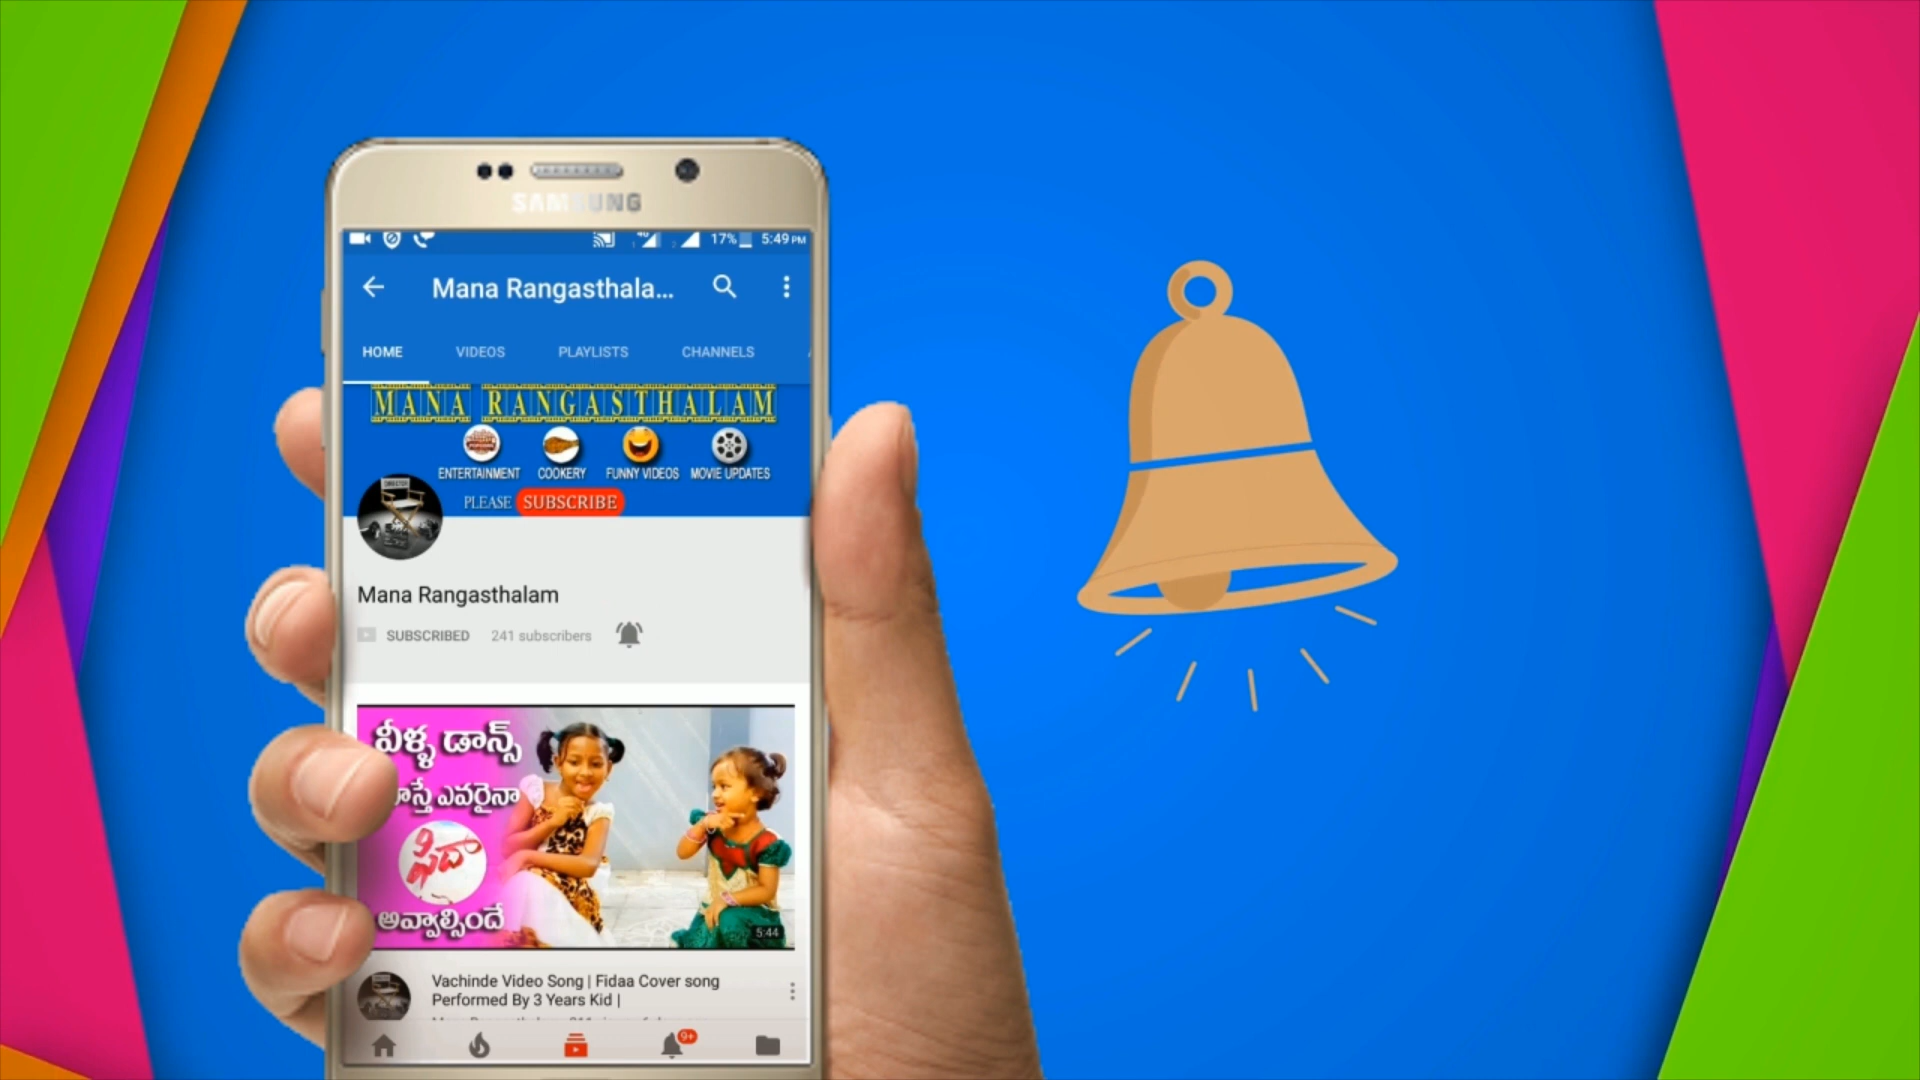 SAMSUNG
17% 5:49 PM
Mana Rangasthala...
HOME VIDEOS PLAYLISTS CHANNELS
MANA RANGASTHALAM
ENTERTAINMENT COOKERY FUNNY VIDEOS MOVIE UPDATES
PLEASE SUBSCRIBE
DIRECTOR
Mana Rangasthalam
SUBSCRIBED 241 subscribers
వీళ్ళ డాన్స్
ఎవరైనా
ఫిదా
అవ్వాల్సిందే
5:44
Vachinde Video Song | Fidaa Cover song
Performed By 3 Years Kid |
9+